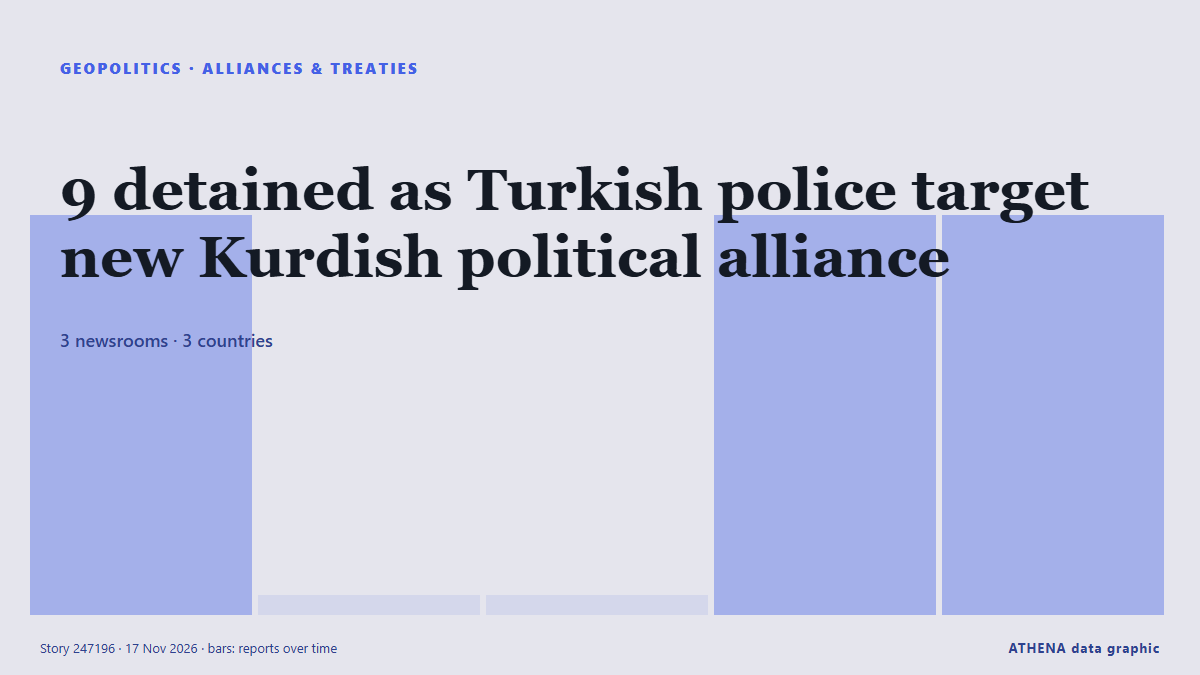 GEOPOLITICS · ALLIANCES & TREATIES
9 detained as Turkish police target
new Kurdish political alliance
3 newsrooms · 3 countries
Story 247196 · 17 Nov 2026 · bars: reports over time
ATHENA data graphic